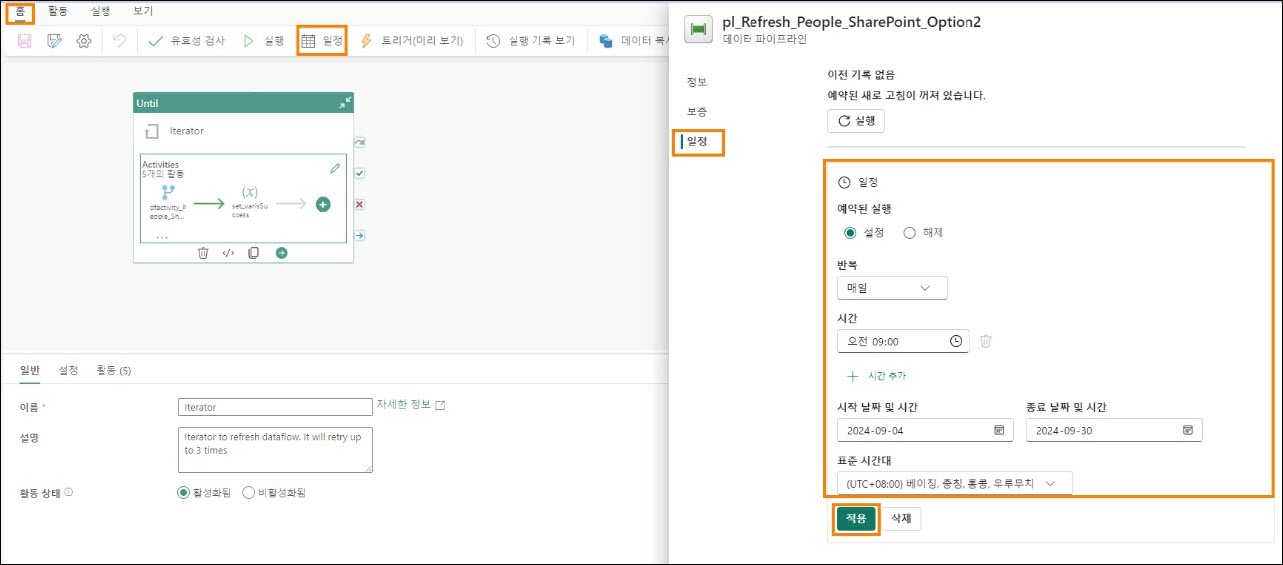 홈 활동 실행 보기
유효성 검사 실행 일정 트리거(미리 보기) 실행 기록 보기 데이터 복사
Until
Iterator
Activities
5개의 활동
dfactivity_P
eople_Sh...
(x)
set_varisSu
ccess
...
일반 설정 활동 (5)
이름 *
Iterator
자세한 정보
설명
Iterator to refresh dataflow. It will retry up
to 3 times
활동 상태
활성화됨 비활성화됨
pl_Refresh_People_SharePoint_Option2
데이터 파이프라인
정보
보증
일정
이전 기록 없음
예약된 새로 고침이 꺼져 있습니다.
실행
일정
예약된 실행
설정 해제
반복
매일
시간
오전 09:00
시간 추가
시작 날짜 및 시간 종료 날짜 및 시간
2024-09-04 2024-09-30
표준 시간대
(UTC+08:00) 베이징, 충칭, 홍콩, 우루무치
적용 삭제